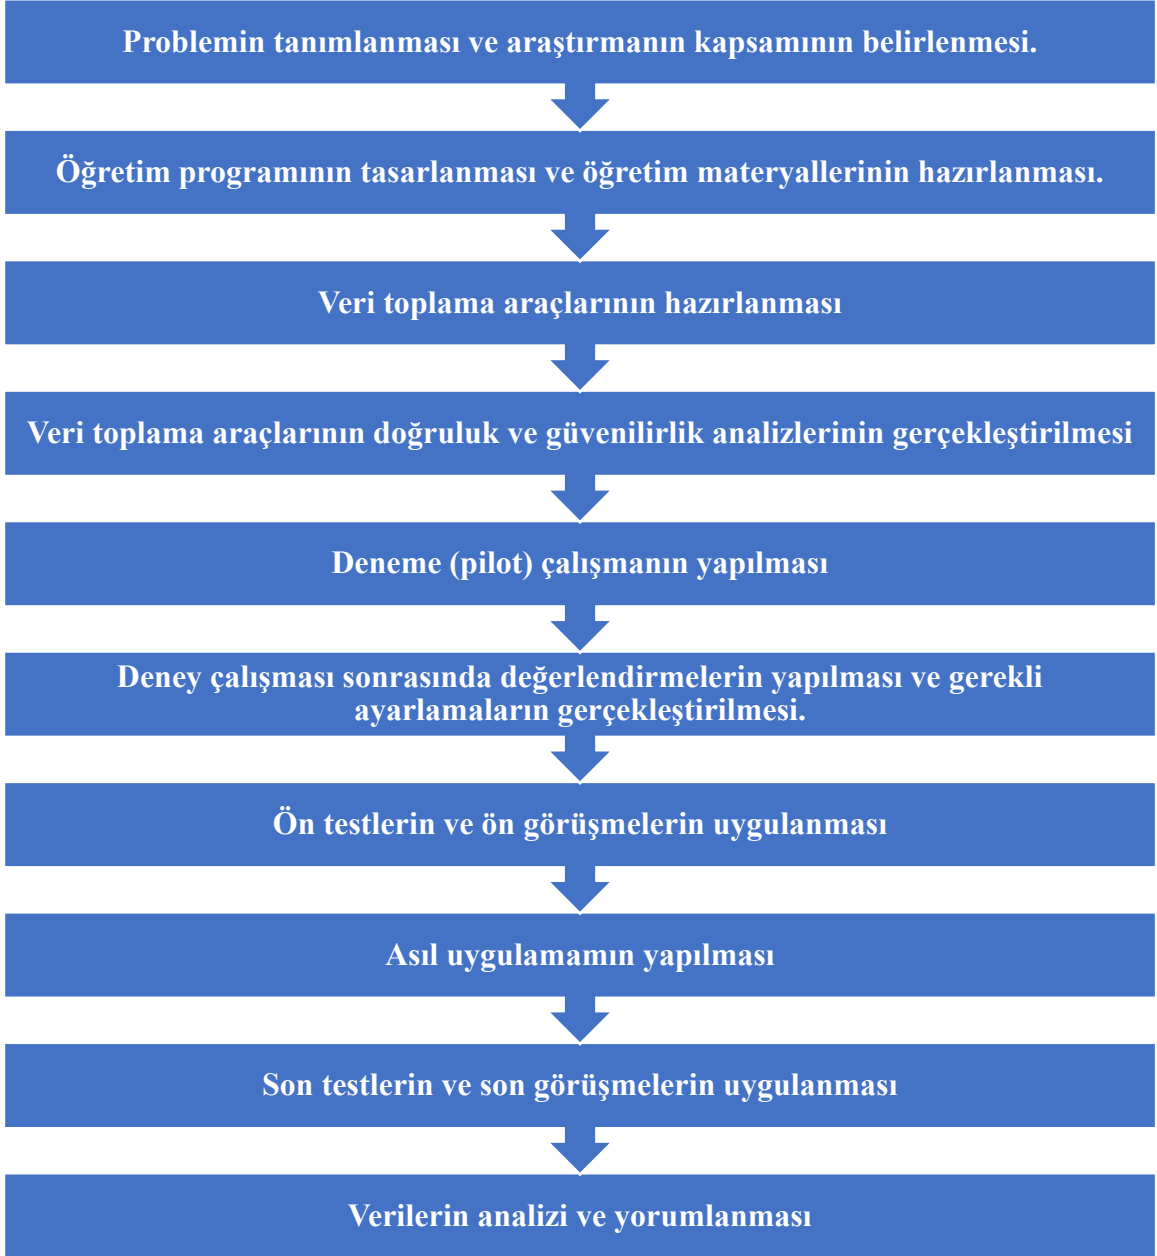 Problemin tanımlanması ve araştırmanın kapsamının belirlenmesi.
Öğretim programının tasarlanması ve öğretim materyallerinin hazırlanması.
Veri toplama araçlarının hazırlanması
Veri toplama araçlarının doğruluk ve güvenilirlik analizlerinin gerçekleştirilmesi
Deneme (pilot) çalışmanın yapılması
Deney çalışması sonrasında değerlendirmelerin yapılması ve gerekli
ayarlamaların gerçekleştirilmesi.
Ön testlerin ve ön görüşmelerin uygulanması
Asıl uygulamamın yapılması
Son testlerin ve son görüşmelerin uygulanması
Verilerin analizi ve yorumlanması